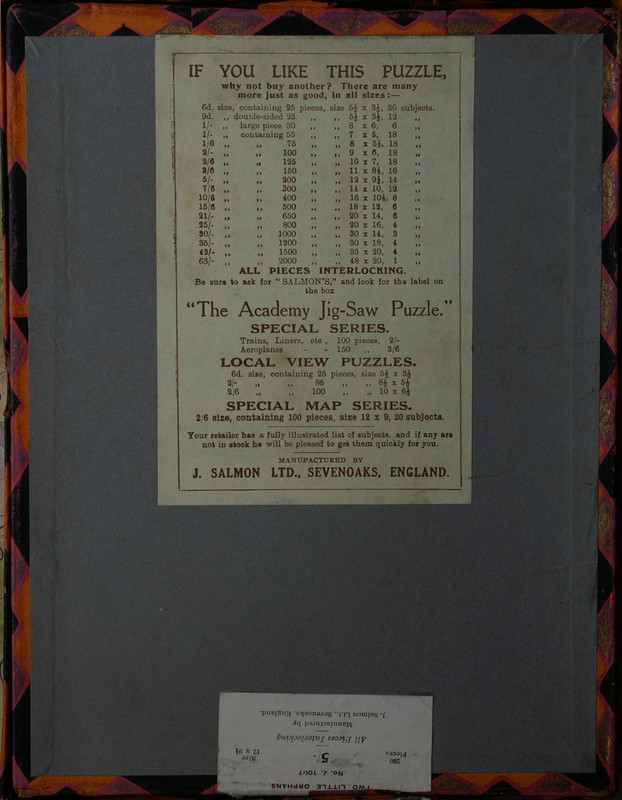 IF YOU LIKE THIS PUZZLE,
why not buy another? There are many
more just as good, in all sizes:—
6d. size, containing 25 pieces, size 5½ x 3½, 36 subjects.
9d. „ double-sided 25 „ „ 5½ x 3½, 12 „
1/- „ large piece 30 „ „ 8 x 6, 6 „
1/- „ containing 55 „ „ 7 x 5, 18 „
1/6 „ „ 75 „ „ 8 x 5½, 18 „
2/- „ „ 100 „ „ 9 x 6, 18 „
2/6 „ „ 125 „ „ 10 x 7, 18 „
3/6 „ „ 150 „ „ 11 x 8½, 16 „
5/- „ „ 200 „ „ 12 x 9½, 14 „
7/6 „ „ 300 „ „ 14 x 10, 12 „
10/6 „ „ 400 „ „ 16 x 10½, 8 „
15/6 „ „ 500 „ „ 18 x 12, 6 „
21/- „ „ 650 „ „ 20 x 14, 6 „
25/- „ „ 800 „ „ 20 x 16, 4 „
30/- „ „ 1000 „ „ 30 x 14, 3 „
35/- „ „ 1200 „ „ 30 x 18, 4 „
42/- „ „ 1500 „ „ 35 x 20, 4 „
63/- „ „ 2000 „ „ 48 x 20, 1 „
ALL PIECES INTERLOCKING.
Be sure to ask for "SALMON'S," and look for the label on
the box
"The Academy Jig-Saw Puzzle."
SPECIAL SERIES.
Trains, Liners, etc., 100 pieces, 2/-
Aeroplanes - - 150 „ 3/6
LOCAL VIEW PUZZLES.
6d. size, containing 25 pieces, size 5½ x 3½
2/- „ „ 85 „ „ 8½ x 5½
2/6 „ „ 100 „ „ 10 x 6½
SPECIAL MAP SERIES.
2/6 size, containing 100 pieces, size 12 x 9, 20 subjects.
Your retailer has a fully illustrated list of subjects, and if any are
not in stock he will be pleased to get them quickly for you.
MANUFACTURED BY
J. SALMON LTD., SEVENOAKS, ENGLAND.
TWO LITTLE ORPHANS
No. J. 1007
200 Pieces 5/- Size 12 x 9½
All Pieces Interlocking
Manufactured by
J. Salmon Ltd., Sevenoaks, England.